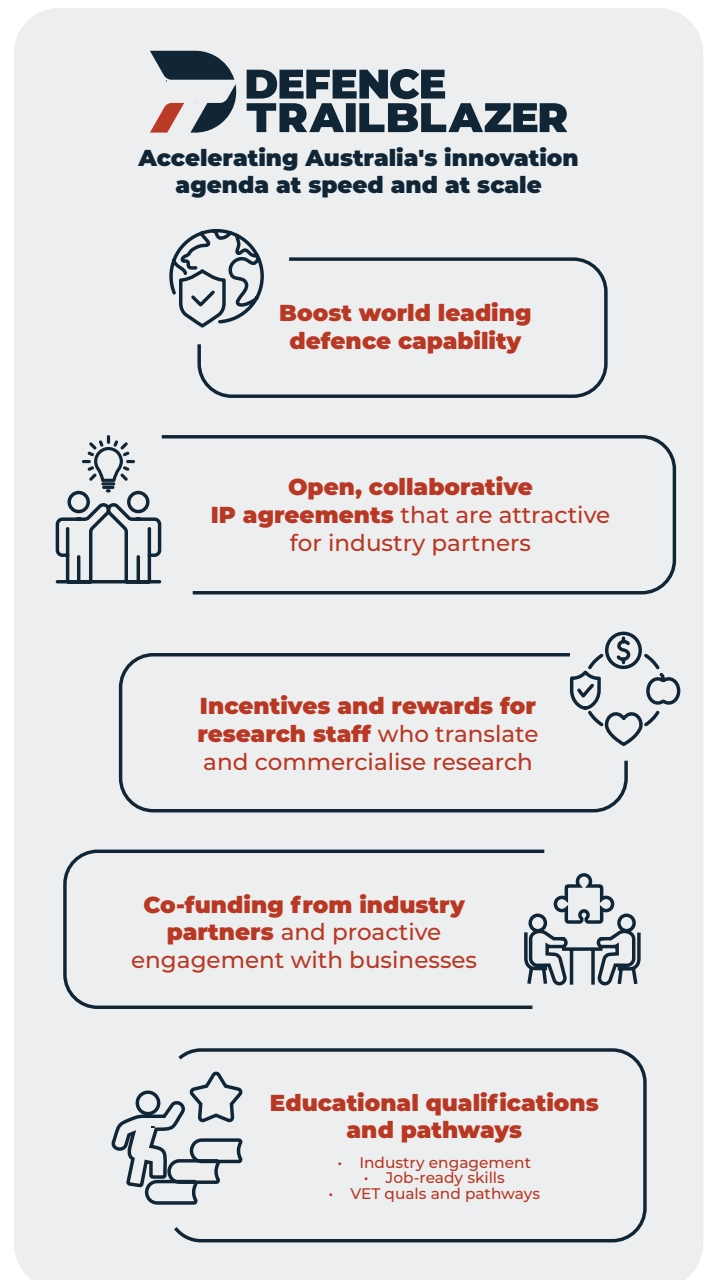 DEFENCE
TRAILBLAZER
Accelerating Australia's innovation
agenda at speed and at scale
Boost world leading
defence capability
Open, collaborative
IP agreements that are attractive
for industry partners
$
Incentives and rewards for
research staff who translate
and commercialise research
Co-funding from industry
partners and proactive
engagement with businesses
Educational qualifications
and pathways
• Industry engagement
• Job-ready skills
• VET quals and pathways